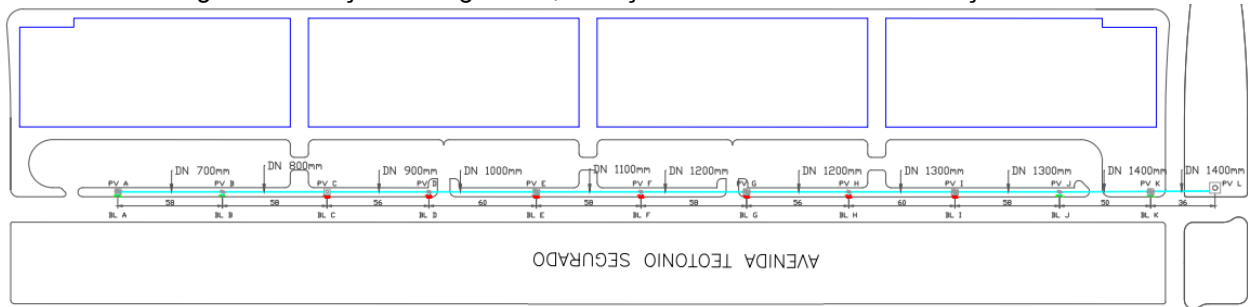 DN 700mm DN 800mm DN 900mm DN 1000mm DN 1100mm DN 1200mm DN 1200mm DN 1300mm DN 1300mm DN 1400mm DN 1400mm
PV A PV B PV C PV D PV E PV F PV G PV H PV I PV J PV K PV L
58 58 56 60 58 58 56 60 58 50 36
BL A BL B BL C BL D BL E BL F BL G BL H BL I BL J BL K
AVENIDA TEOTONIO SEGURADO